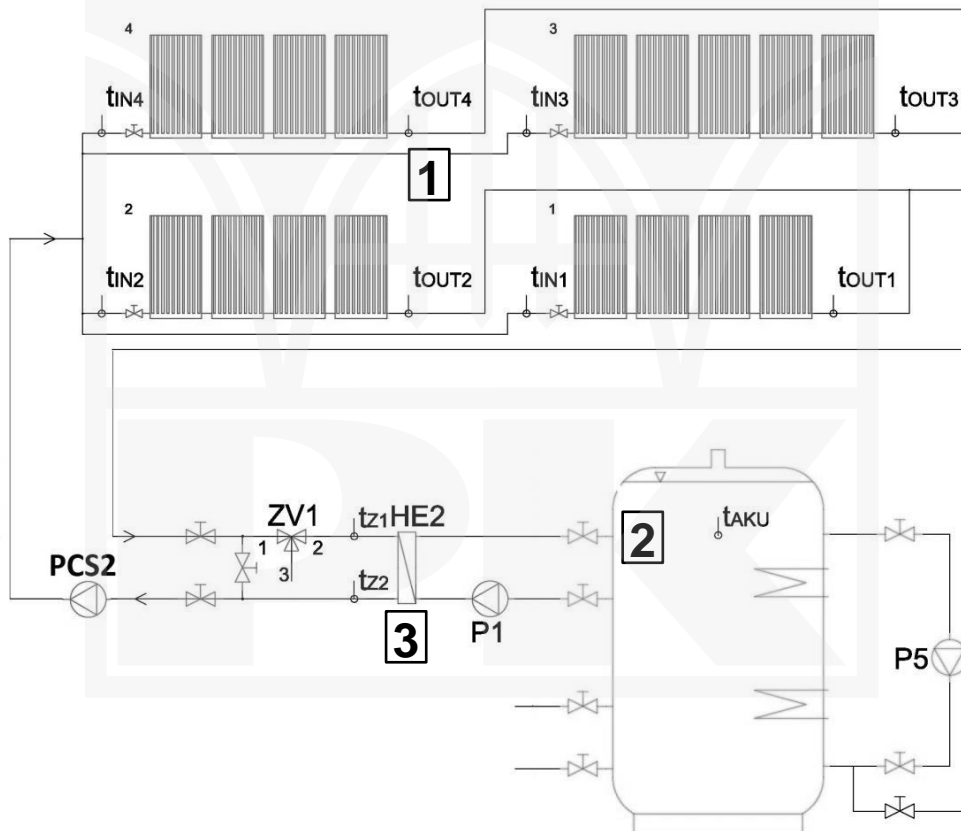 4
3
tIN4
tOUT4
tIN3
tOUT3
1
2
1
tIN2
tOUT2
tIN1
tOUT1
ZV1
tZ1
HE2
1
2
3
PCS2
tZ2
3
P1
2
tAKU
P5
PK